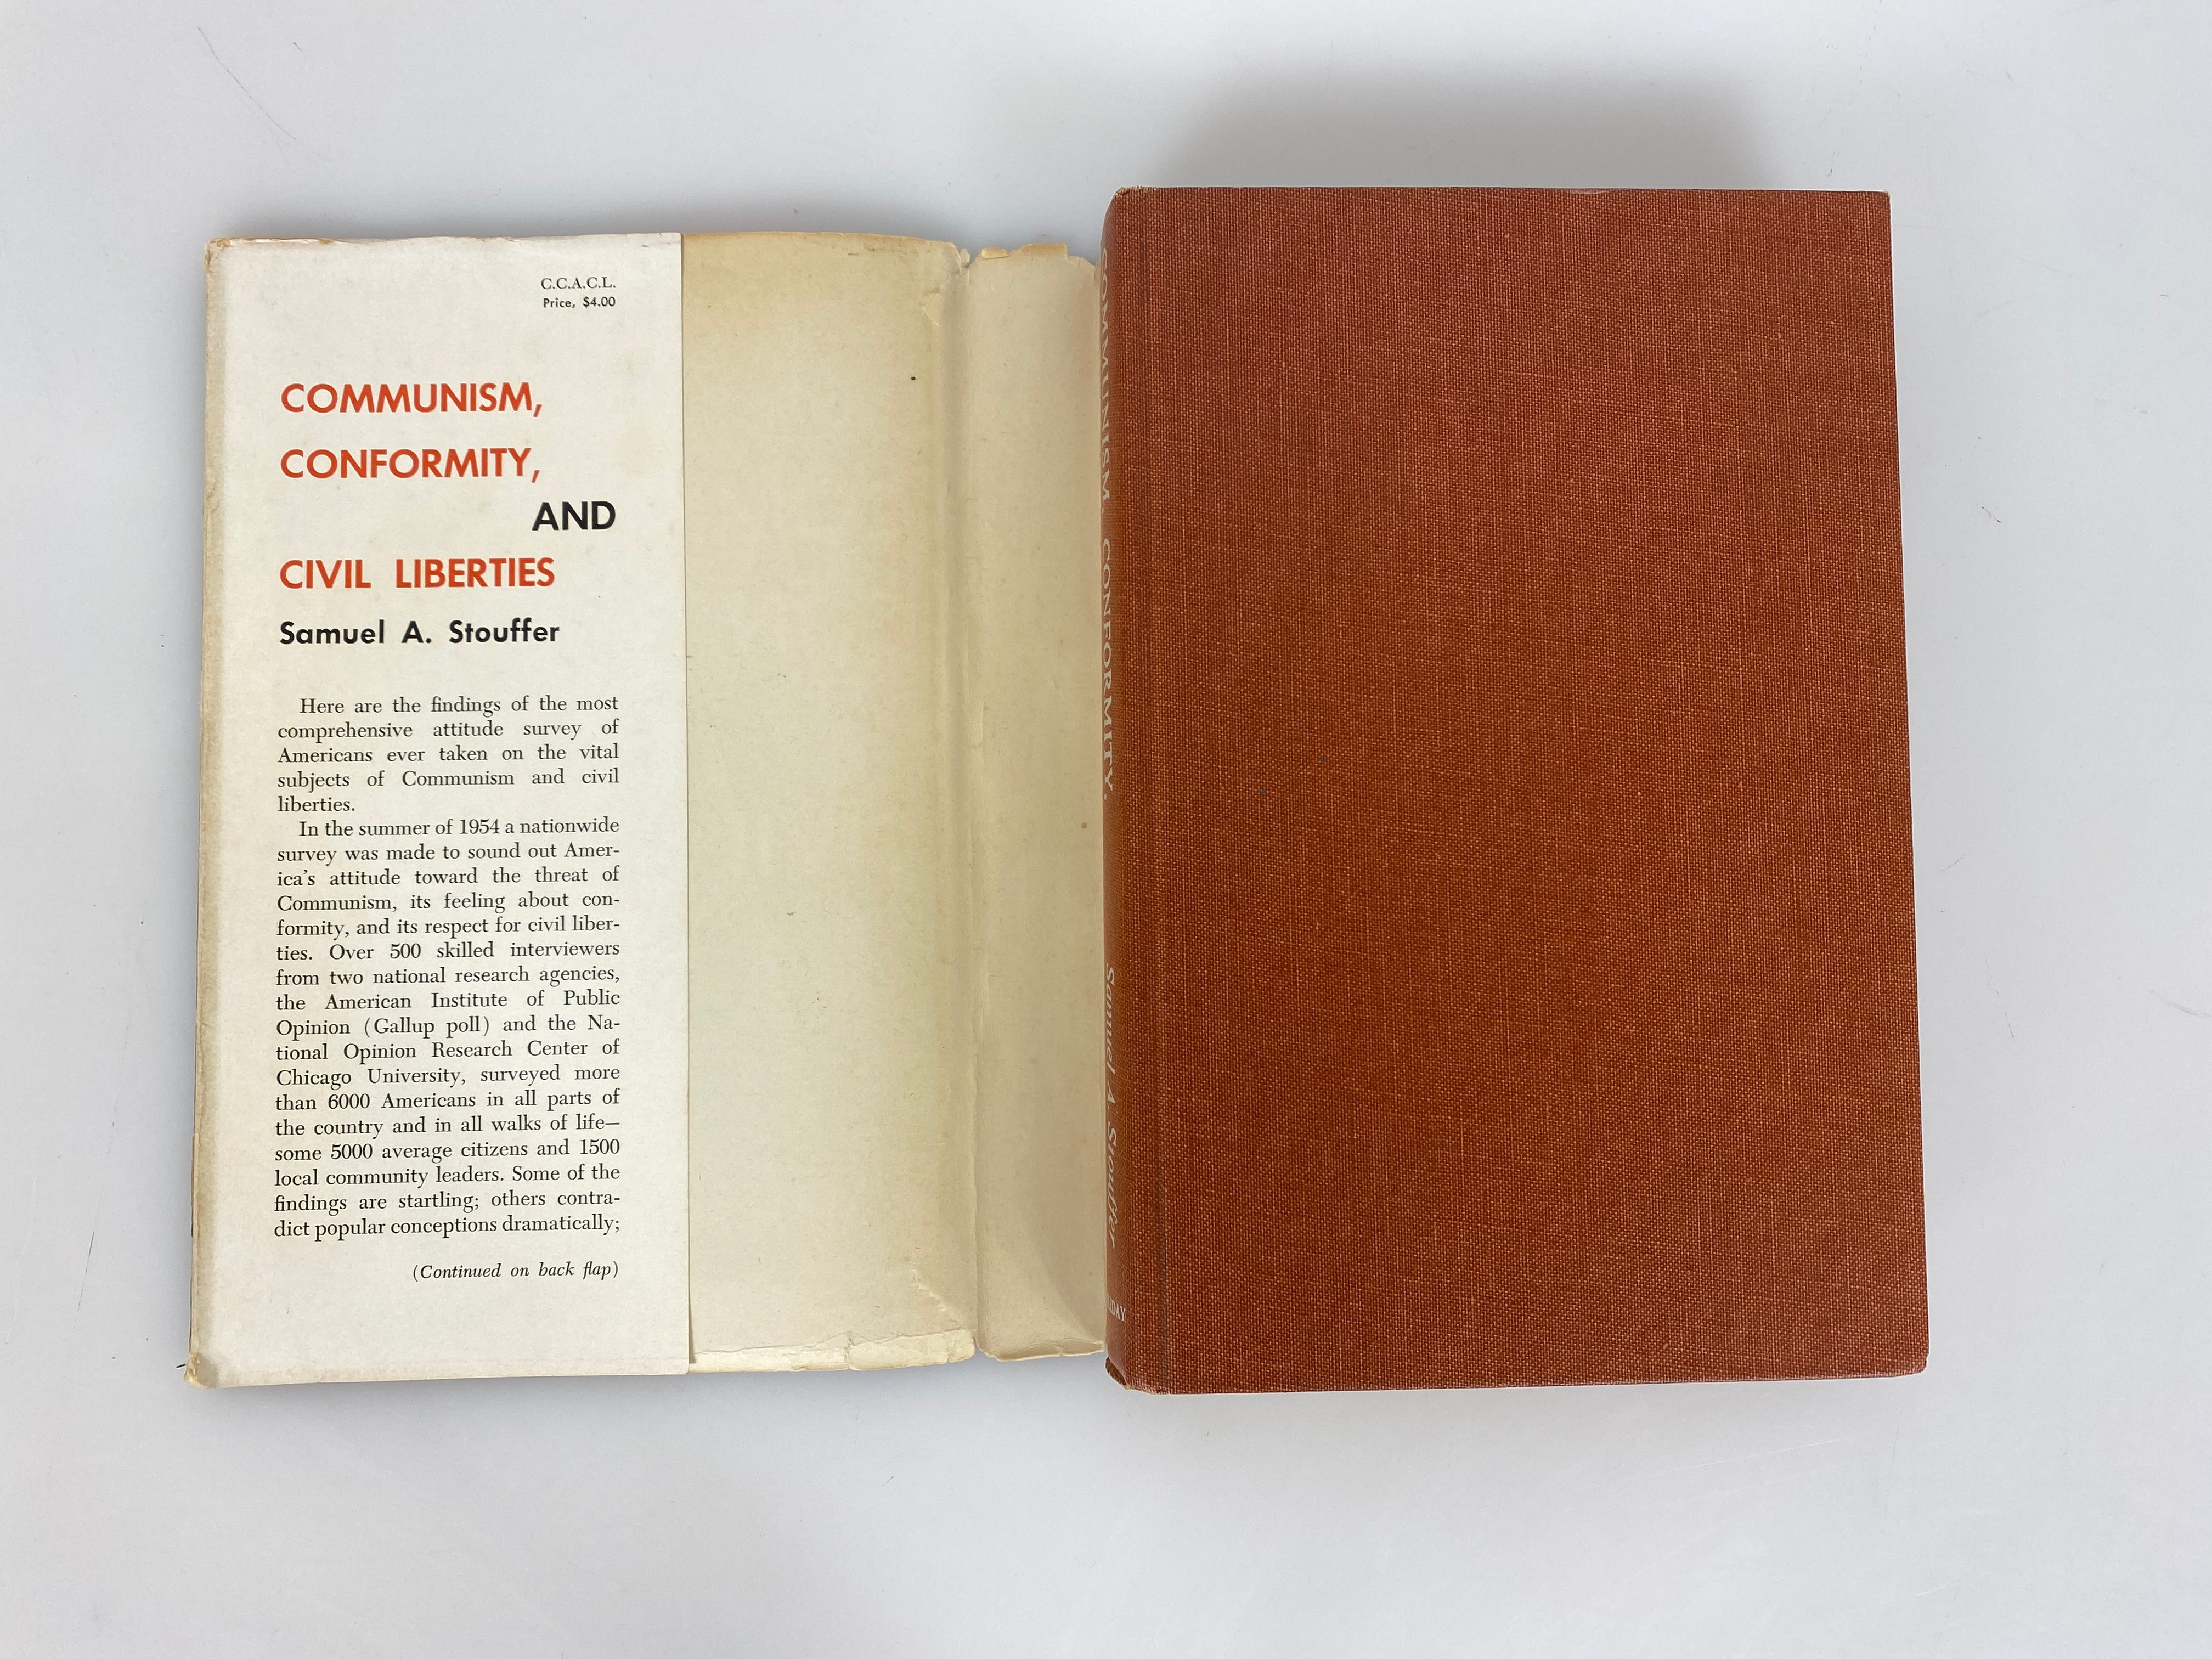 C.C.A.C.L.
Price, $4.00
COMMUNISM,
CONFORMITY,
AND
CIVIL LIBERTIES
Samuel A. Stouffer
Here are the findings of the most
comprehensive attitude survey of
Americans ever taken on the vital
subjects of Communism and civil
liberties.
In the summer of 1954 a nationwide
survey was made to sound out Amer-
ica's attitude toward the threat of
Communism, its feeling about con-
formity, and its respect for civil liber-
ties. Over 500 skilled interviewers
from two national research agencies,
the American Institute of Public
Opinion (Gallup poll) and the Na-
tional Opinion Research Center of
Chicago University, surveyed more
than 6000 Americans in all parts of
the country and in all walks of life—
some 5000 average citizens and 1500
local community leaders. Some of the
findings are startling; others contra-
dict popular conceptions dramatically;
(Continued on back flap)
COMMUNISM, CONFORMITY,
Samuel A. Stouffer